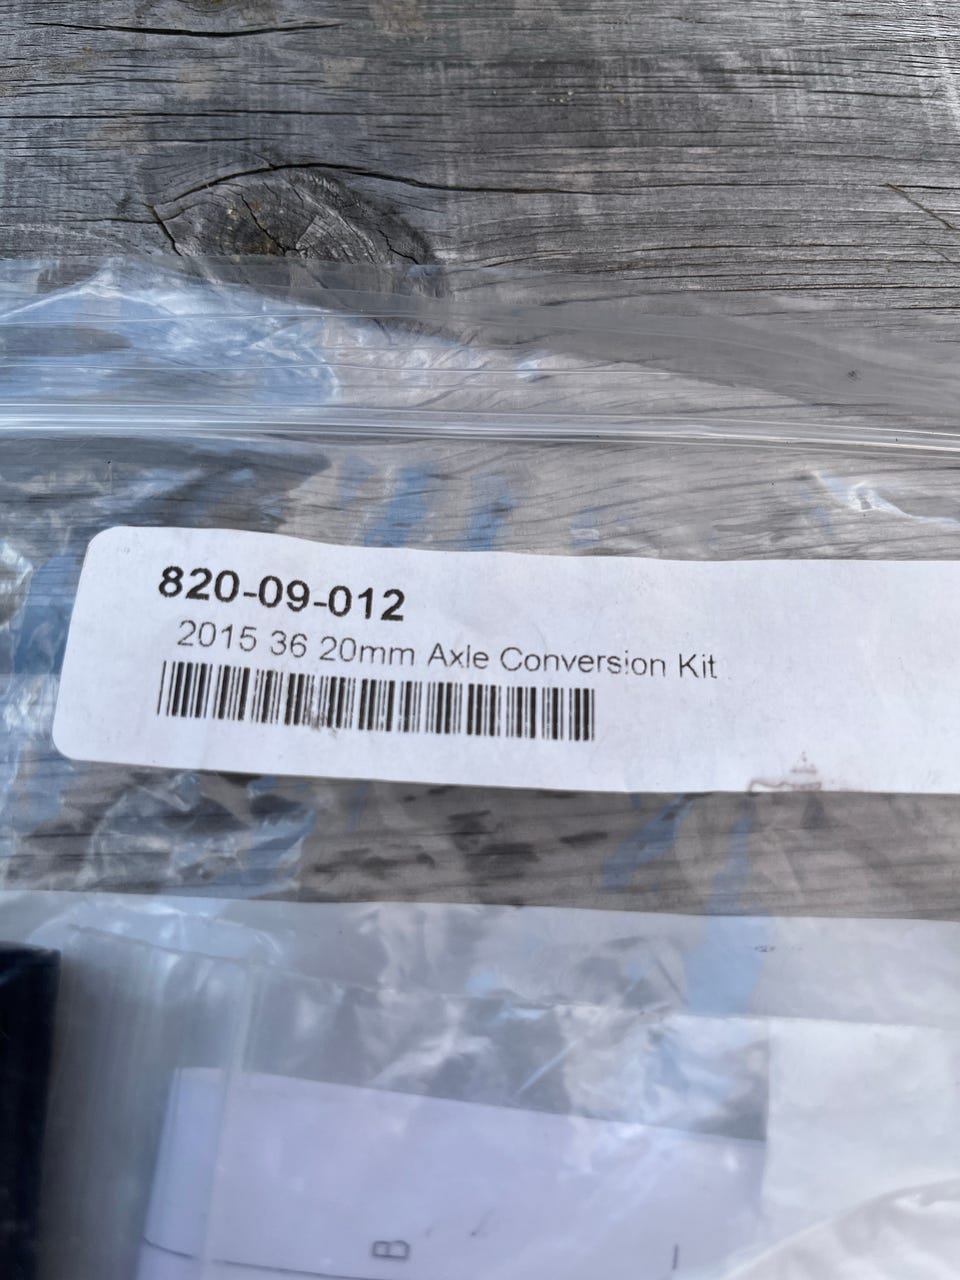 820-09-012
2015 36 20mm Axle Conversion Kit
B